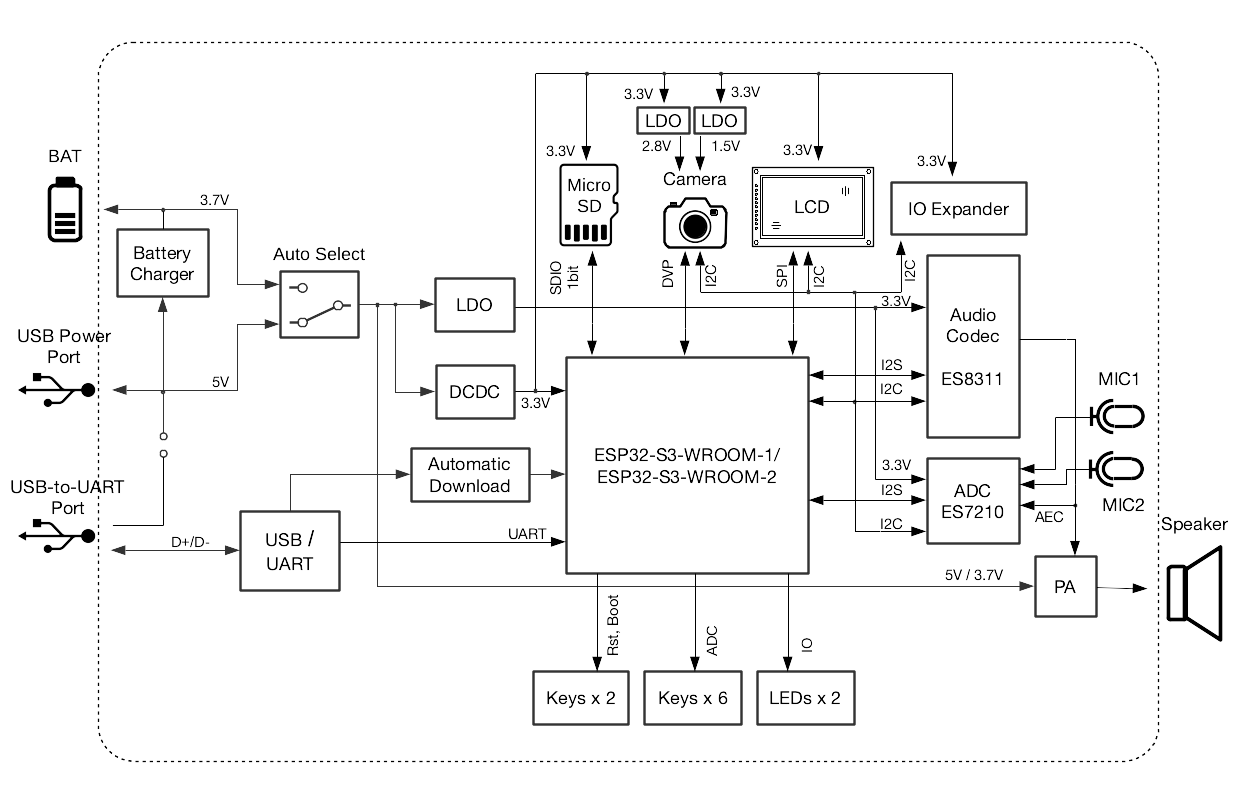 3.3V
3.3V
LDO
LDO
2.8V
1.5V
BAT
3.3V
3.3V
3.3V
Camera
Micro
SD
LCD
IO Expander
3.7V
Battery
Charger
Auto Select
SDIO
1bit
DVP
I2C
SPI
I2C
I2C
LDO
3.3V
Audio
Codec
ES8311
USB Power
Port
5V
DCDC
3.3V
I2S
I2C
MIC1
ESP32-S3-WROOM-1/
ESP32-S3-WROOM-2
Automatic
Download
3.3V
I2S
I2C
ADC
ES7210
MIC2
AEC
USB-to-UART
Port
D+/D-
USB /
UART
UART
Speaker
5V / 3.7V
PA
Rst, Boot
ADC
IO
Keys x 2
Keys x 6
LEDs x 2